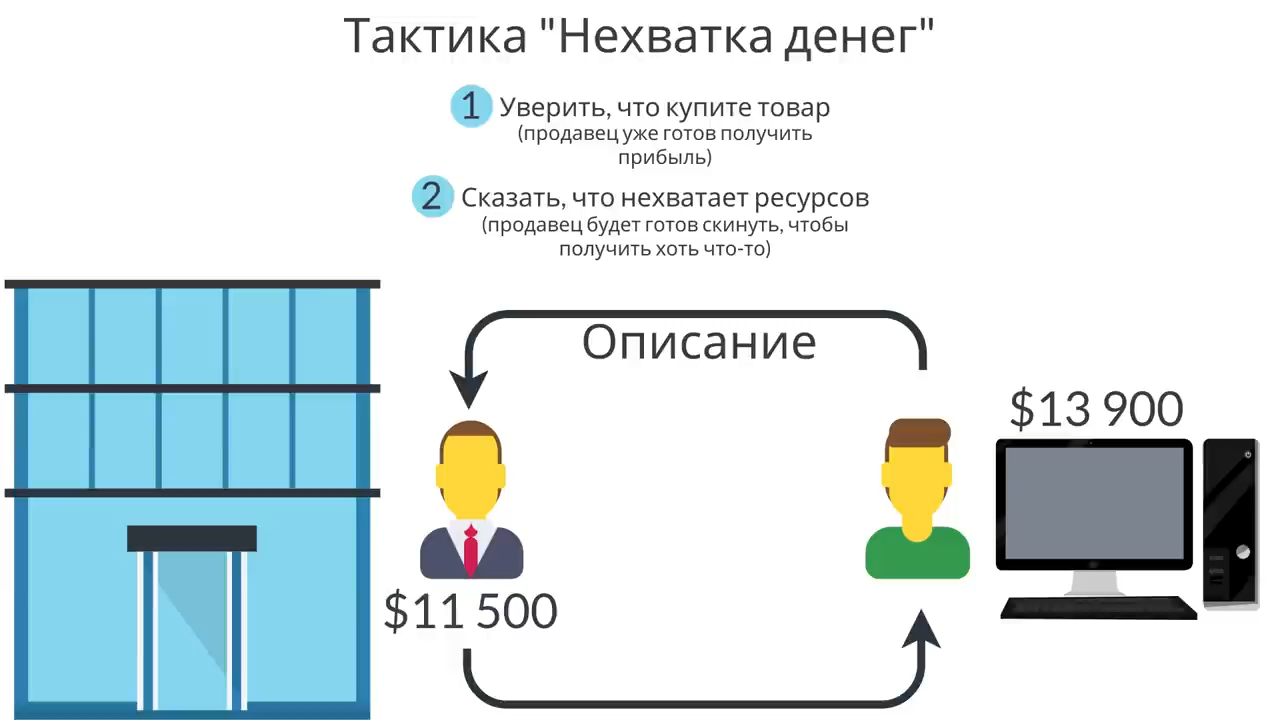 Тактика "Нехватка денег"
1 Уверить, что купите товар
(продавец уже готов получить
прибыль)
2 Сказать, что нехватает ресурсов
(продавец будет готов скинуть, чтобы
получить хоть что-то)
Описание
$13 900
$11 500